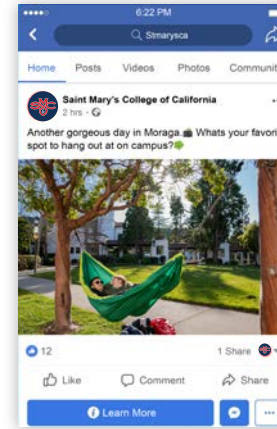 6:22 PM
Stmarysca
Home Posts Videos Photos Communit
Saint Mary's College of California
2 hrs
Another gorgeous day in Moraga. Whats your favori
spot to hang out at on campus?
12 1 Share
Like Comment Share
Learn More